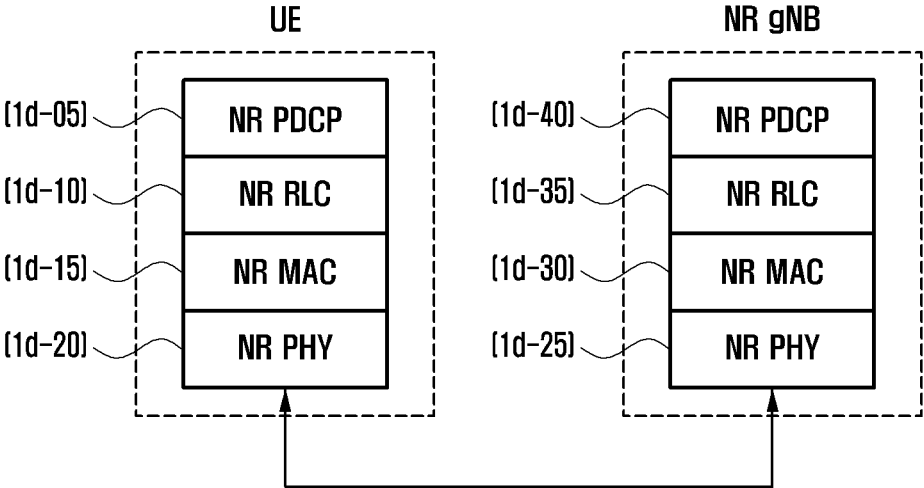 UE NR gNB
(1d-05) NR PDCP (1d-40) NR PDCP
(1d-10) NR RLC (1d-35) NR RLC
(1d-15) NR MAC (1d-30) NR MAC
(1d-20) NR PHY (1d-25) NR PHY